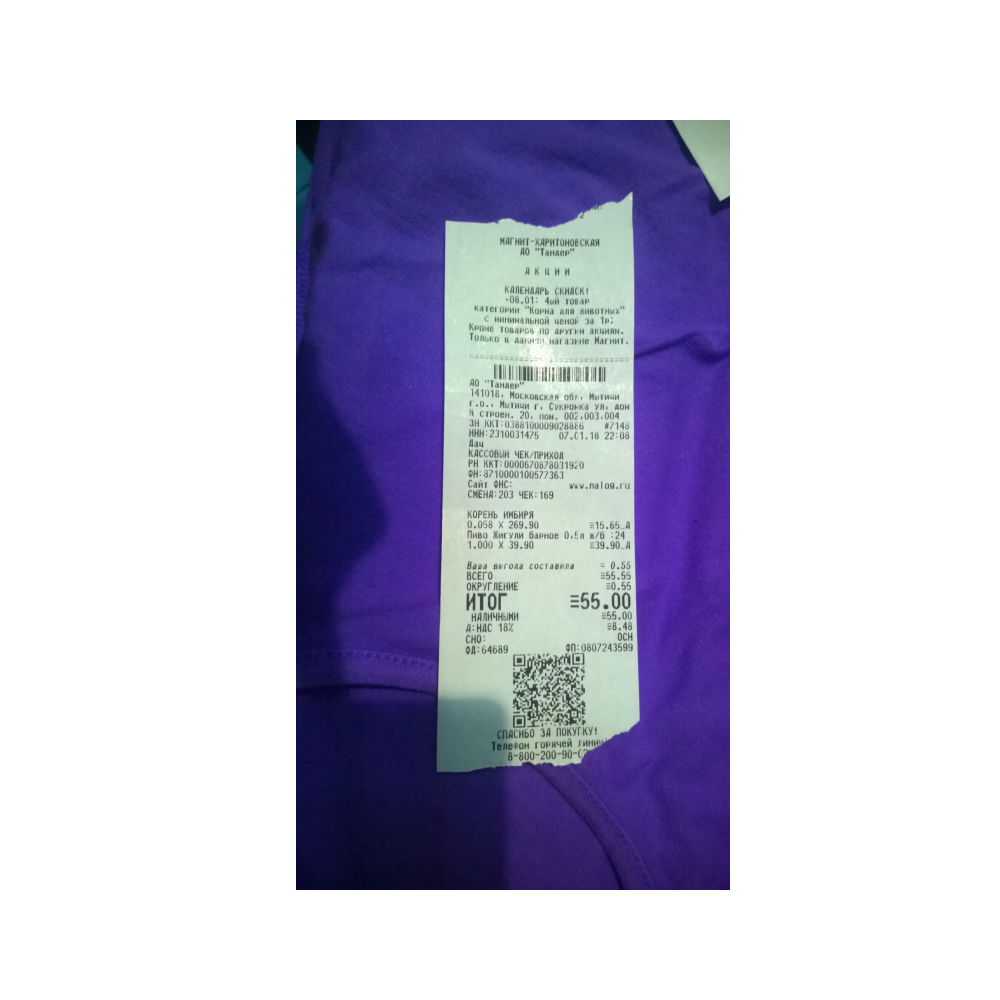 МАГНИТ-ХАРИТОНОВСКАЯ
АО "Тандер"
АКЦИИ
КАЛЕНДАРЬ СКИДОК!
-08.01: 4ый товар
категории "Корма для животных"
с минимальной ценой за 1р.
Кроме товаров по другим акциям.
Только в данном магазине Магнит.
АО "Тандер"
141018, Московская обл, Мытищи
г.о., Мытищи г, Сукромка ул, дом
N строен. 20, пом. 002,003,004
ЗН ККТ:0388100009028886 #7148
ИНН:2310031475 07.01.18 22:08
КАССОВЫЙ ЧЕК/ПРИХОД
РН ККТ:0000670878031920
ФН:8710000100577363
Сайт ФНС: www.nalog.ru
СМЕНА:203 ЧЕК:169
КОРЕНЬ ИМБИРЯ
0.058 X 269.90 ≡15.65_А
Пиво Жигули барное 0,5л ж/б :24
1.000 X 39.90 ≡39.90_А
Ваша выгода составила = 0.55
ВСЕГО ≡55.55
ОКРУГЛЕНИЕ ≡0.55
ИТОГ ≡55.00
НАЛИЧНЫМИ ≡55.00
А:НДС 18% ≡8.48
СНО: ОСН
ФД:64689 ФП:0807243599
СПАСИБО ЗА ПОКУПКУ!
Телефон горячей линии
8-800-200-90-0